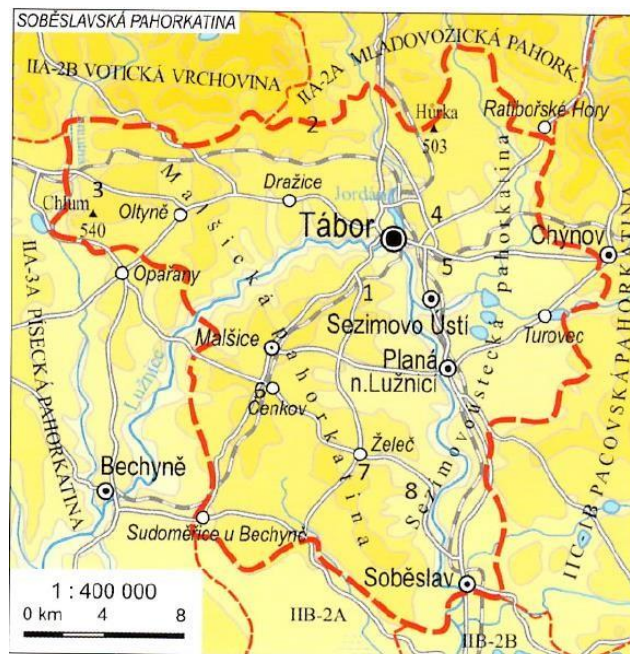 SOBĚSLAVSKÁ PAHORKATINA
IIA-2B VOTICKÁ VRCHOVINA
IIA-2A MLADOVOŽICKÁ PAHORK.
2
Hůrka
503
Ratibořské Hory
3
Chlum
540
Oltyně
Dražice
Jordán
Tábor
4
Chýnov
5
Opařany
1
Sezimovo Ústí
Turovec
Malšice
Planá
n.Lužnicí
6
Čenkov
Želeč
7
8
Bechyně
Sudoměřice u Bechyně
Soběslav
Malšická pahorkatina
Sezimovoústecká pahorkatina
Lužnice
IIA-3A PÍSECKÁ PAHORKATINA
IIC-1B PACOVSKÁ PAHORKATINA
IIB-2A
IIB-2B
1 : 400 000
0 km 4 8